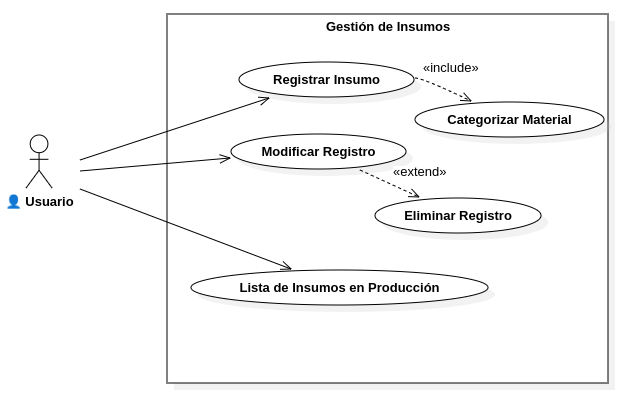 Gestión de Insumos
«include»
Registrar Insumo
Categorizar Material
Modificar Registro
«extend»
👤 Usuario
Eliminar Registro
Lista de Insumos en Producción